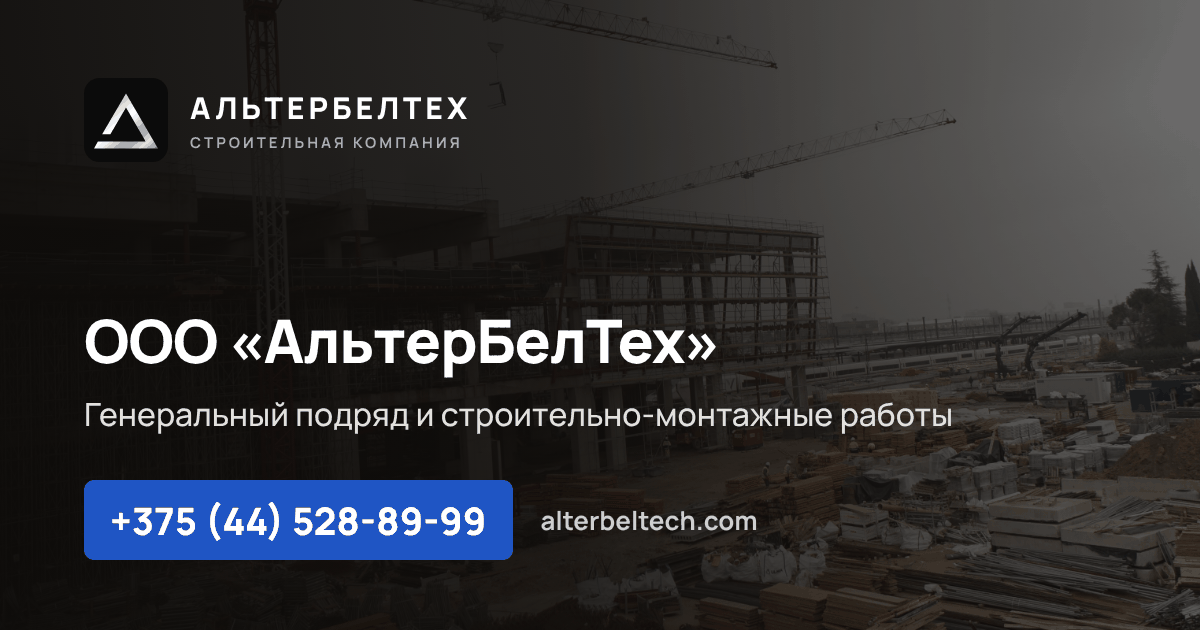 АЛЬТЕРБЕЛТЕХ
СТРОИТЕЛЬНАЯ КОМПАНИЯ
ООО «АльтерБелТех»
Генеральный подряд и строительно-монтажные работы
+375 (44) 528-89-99
alterbeltech.com